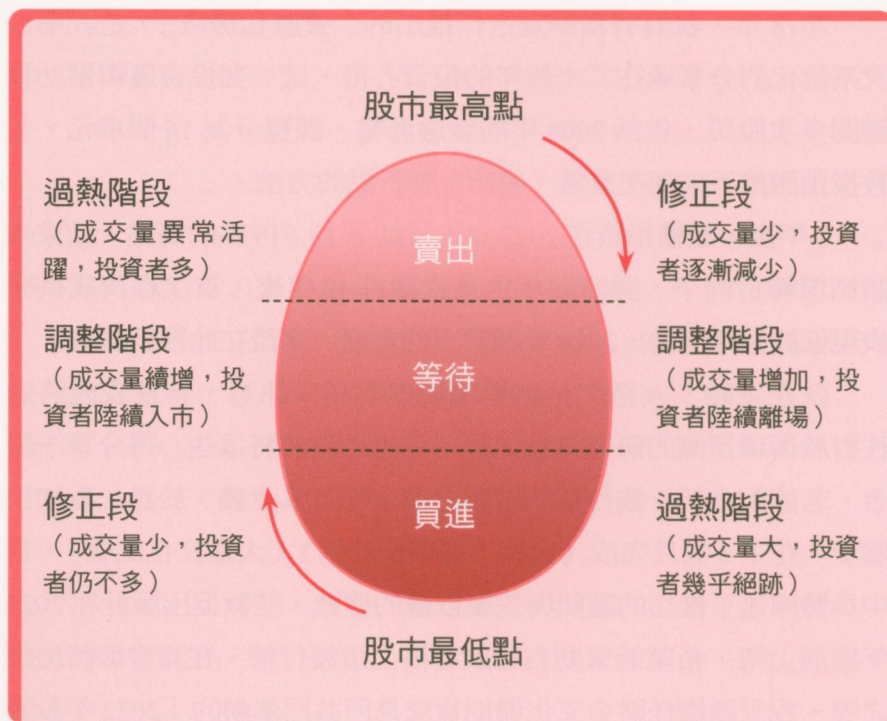 股市最高點
過熱階段
（成交量異常活
躍，投資者多）
賣出
修正段
（成交量少，投資
者逐漸減少）
調整階段
（成交量續增，投
資者陸續入市）
等待
調整階段
（成交量增加，投
資者陸續離場）
修正段
（成交量少，投資
者仍不多）
買進
過熱階段
（成交量大，投資
者幾乎絕跡）
股市最低點